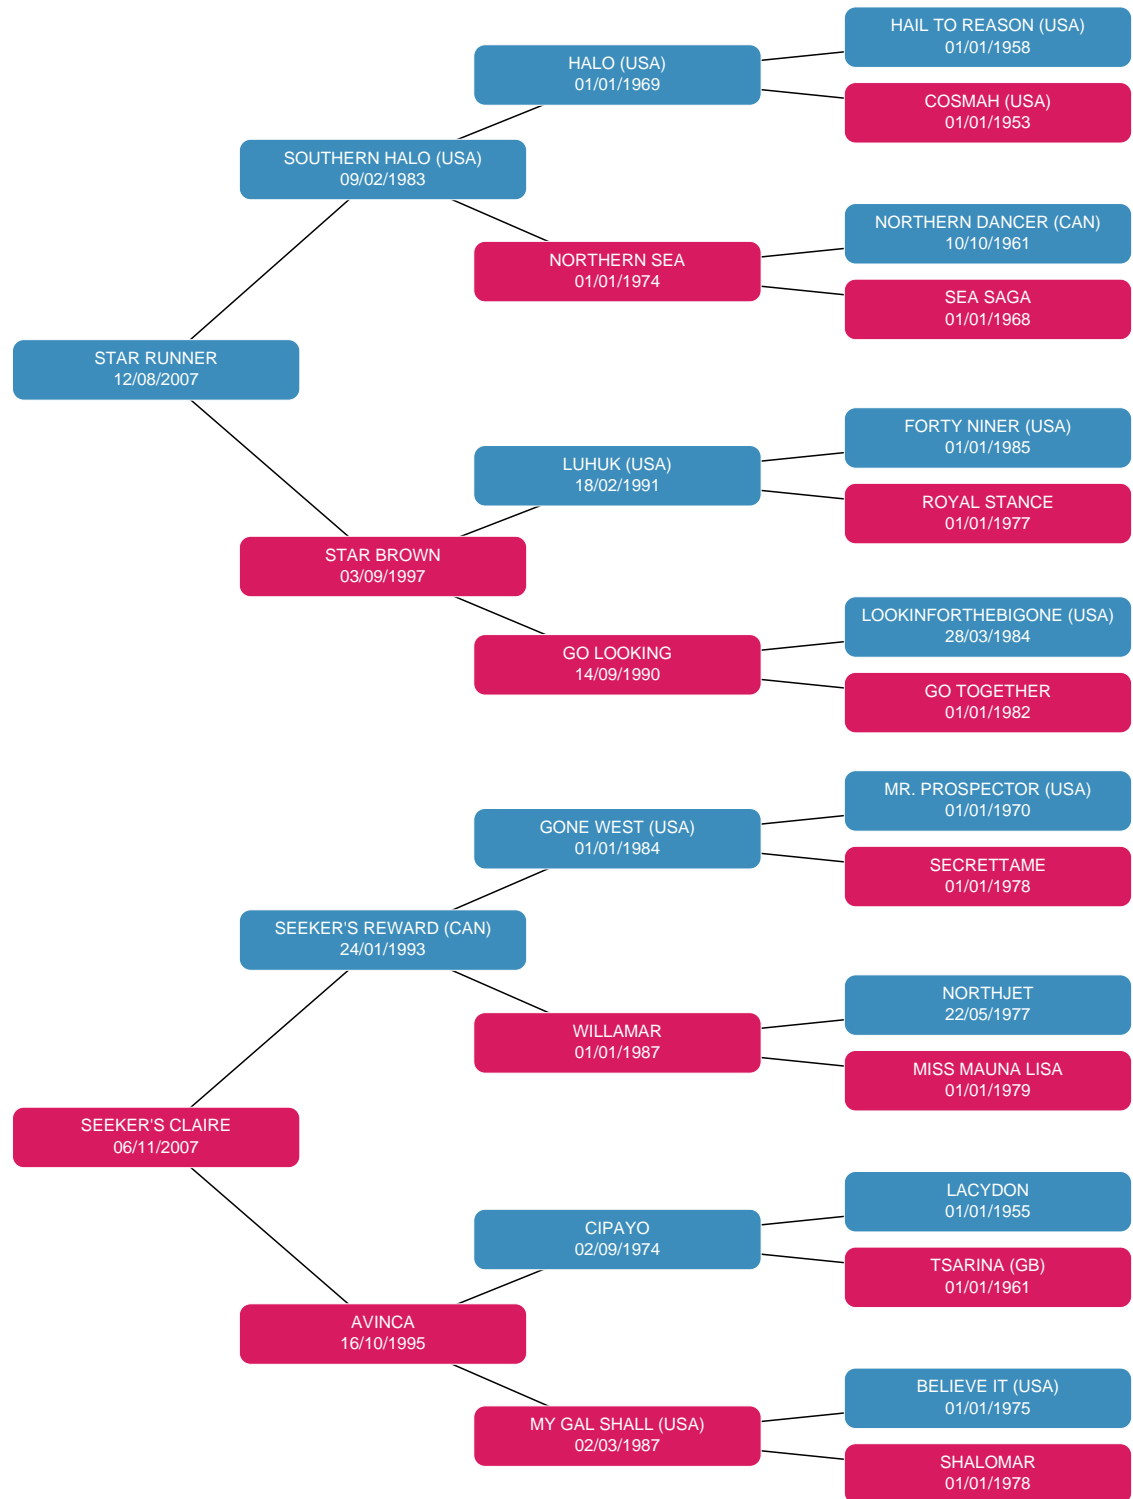 HAIL TO REASON (USA)
01/01/1958
HALO (USA)
01/01/1969
COSMAH (USA)
01/01/1953
SOUTHERN HALO (USA)
09/02/1983
NORTHERN DANCER (CAN)
10/10/1961
NORTHERN SEA
01/01/1974
SEA SAGA
01/01/1968
STAR RUNNER
12/08/2007
FORTY NINER (USA)
01/01/1985
LUHUK (USA)
18/02/1991
ROYAL STANCE
01/01/1977
STAR BROWN
03/09/1997
LOOKINFORTHEBIGONE (USA)
28/03/1984
GO LOOKING
14/09/1990
GO TOGETHER
01/01/1982
MR. PROSPECTOR (USA)
01/01/1970
GONE WEST (USA)
01/01/1984
SECRETTAME
01/01/1978
SEEKER'S REWARD (CAN)
24/01/1993
NORTHJET
22/05/1977
WILLAMAR
01/01/1987
MISS MAUNA LISA
01/01/1979
SEEKER'S CLAIRE
06/11/2007
LACYDON
01/01/1955
CIPAYO
02/09/1974
TSARINA (GB)
01/01/1961
AVINCA
16/10/1995
BELIEVE IT (USA)
01/01/1975
MY GAL SHALL (USA)
02/03/1987
SHALOMAR
01/01/1978